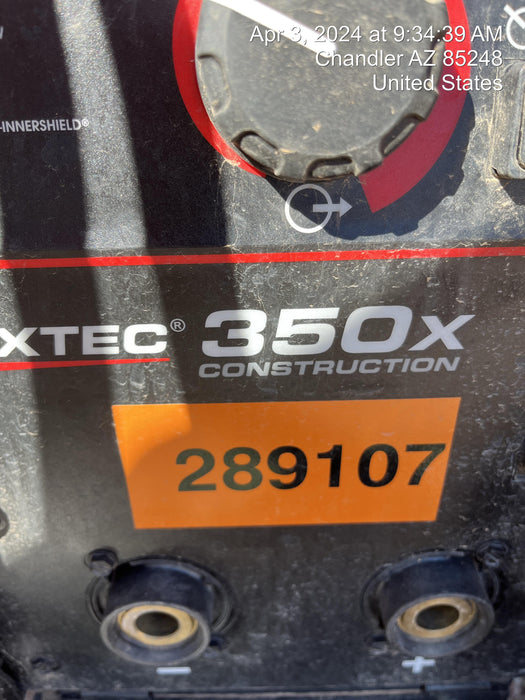 Apr 3, 2024 at 9:34:39 AM
Chandler AZ 85248
United States
-INNERSHIELD®
XTEC® 350X
CONSTRUCTION
289107
- +